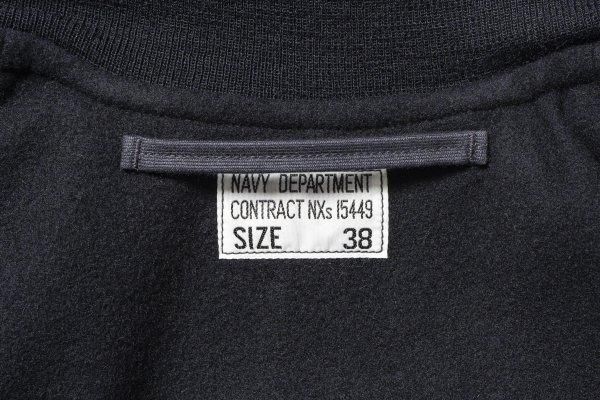 NAVY DEPARTMENT
CONTRACT NXs 15449
SIZE 38